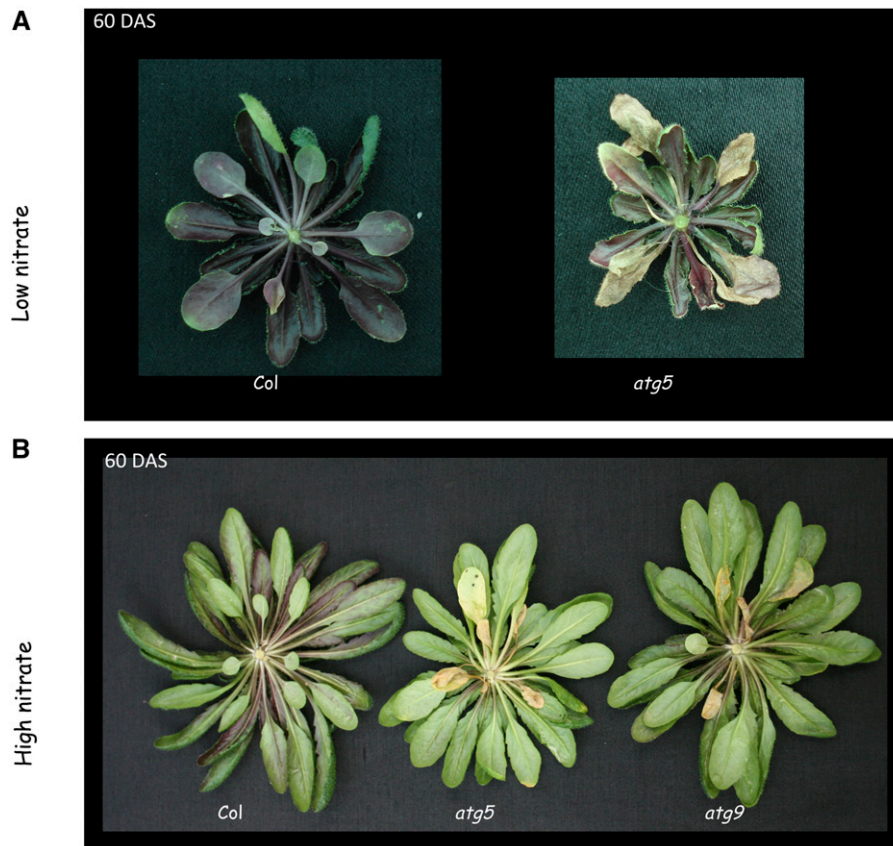 A
60 DAS
Low nitrate
Col
atg5
B
60 DAS
High nitrate
Col
atg5
atg9